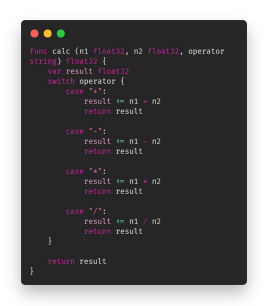 func calc (n1 float32, n2 float32, operator
string) float32 {
    var result float32
    switch operator {
        case "+":
            result := n1 + n2
            return result

        case "-":
            result := n1 - n2
            return result

        case "*":
            result := n1 * n2
            return result

        case "/":
            result := n1 / n2
            return result
    }

    return result
}